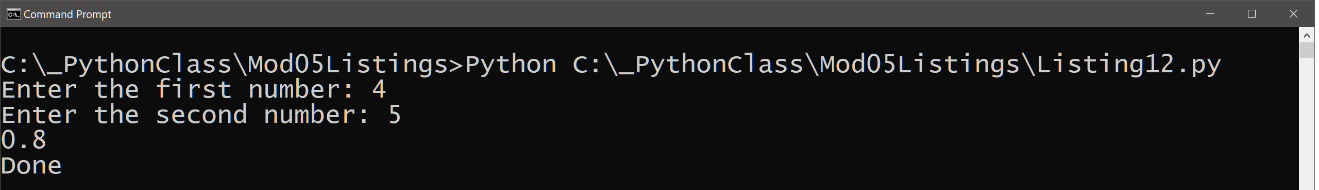 Command Prompt
C:\_PythonClass\Mod05Listings>Python C:\_PythonClass\Mod05Listings\Listing12.py
Enter the first number: 4
Enter the second number: 5
0.8
Done